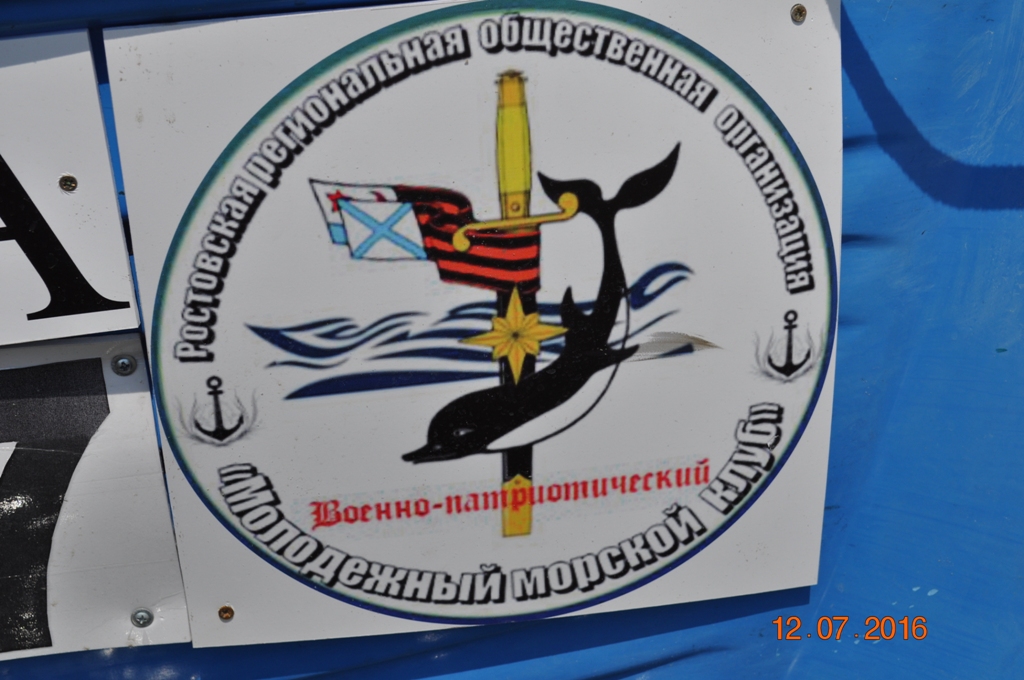 Ростовская региональная общественная организация
Военно-патриотический
"Молодежный морской клуб"
А
12.07.2016